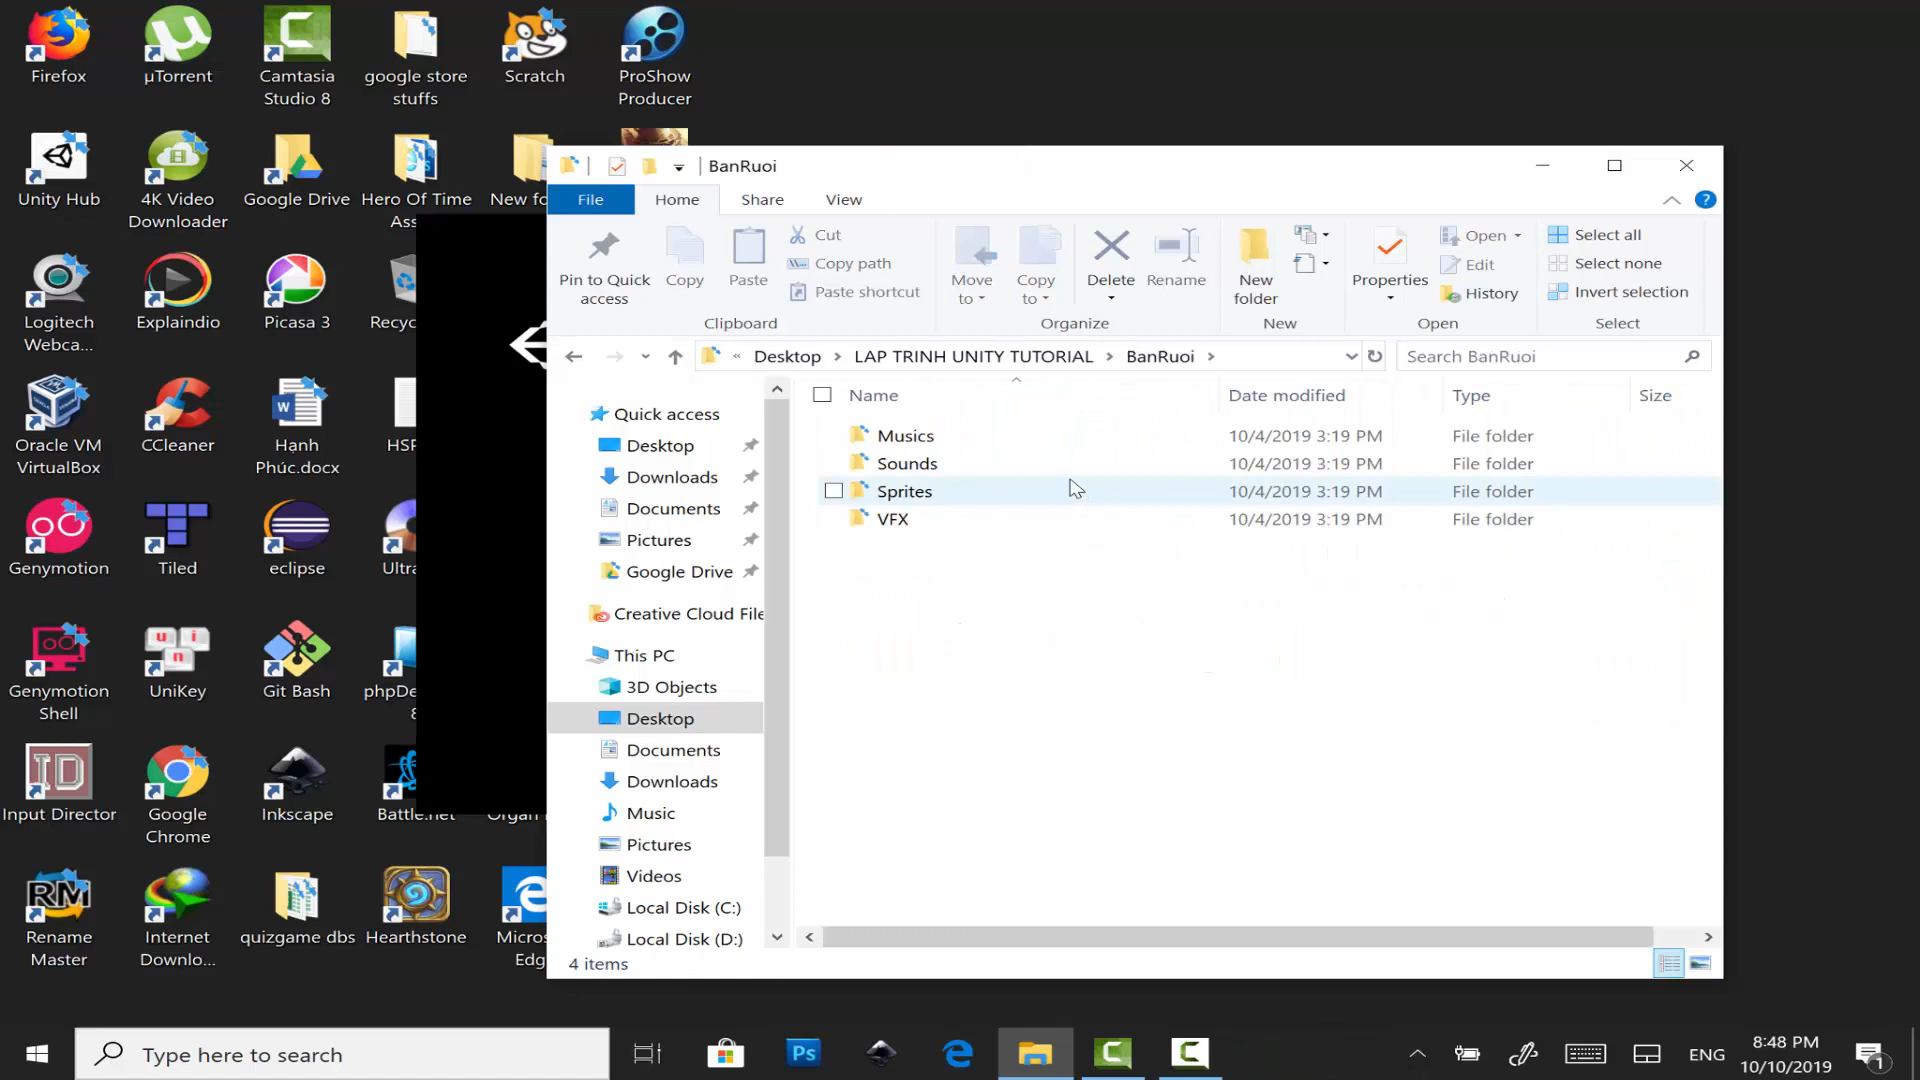 Firefox
µTorrent
Camtasia
Studio 8
google store
stuffs
Scratch
ProShow
Producer
Unity Hub
4K Video
Downloader
Google Drive
Hero Of Time
Ass
New fo
Logitech
Webca...
Explaindio
Picasa 3
Recyc
Oracle VM
VirtualBox
CCleaner
Hạnh
Phúc.docx
HSP
Genymotion
Tiled
eclipse
Ultra
Genymotion
Shell
UniKey
Git Bash
phpDe
8
Input Director
Google
Chrome
Inkscape
Battle.net
Organ
Rename
Master
Internet
Downlo...
quizgame dbs
Hearthstone
Micros
Edg
BanRuoi
File
Home
Share
View
Pin to Quick
access
Copy
Paste
Cut
Copy path
Paste shortcut
Clipboard
Move
to
Copy
to
Delete
Rename
Organize
New
folder
New
Properties
Open
Edit
History
Open
Select all
Select none
Invert selection
Select
« Desktop > LAP TRINH UNITY TUTORIAL > BanRuoi >
Search BanRuoi
Quick access
Desktop
Downloads
Documents
Pictures
Google Drive
Creative Cloud File
This PC
3D Objects
Desktop
Documents
Downloads
Music
Pictures
Videos
Local Disk (C:)
Local Disk (D:)
Name Date modified Type Size
Musics 10/4/2019 3:19 PM File folder
Sounds 10/4/2019 3:19 PM File folder
Sprites 10/4/2019 3:19 PM File folder
VFX 10/4/2019 3:19 PM File folder
4 items
Type here to search
Ps
ENG
8:48 PM
10/10/2019
1